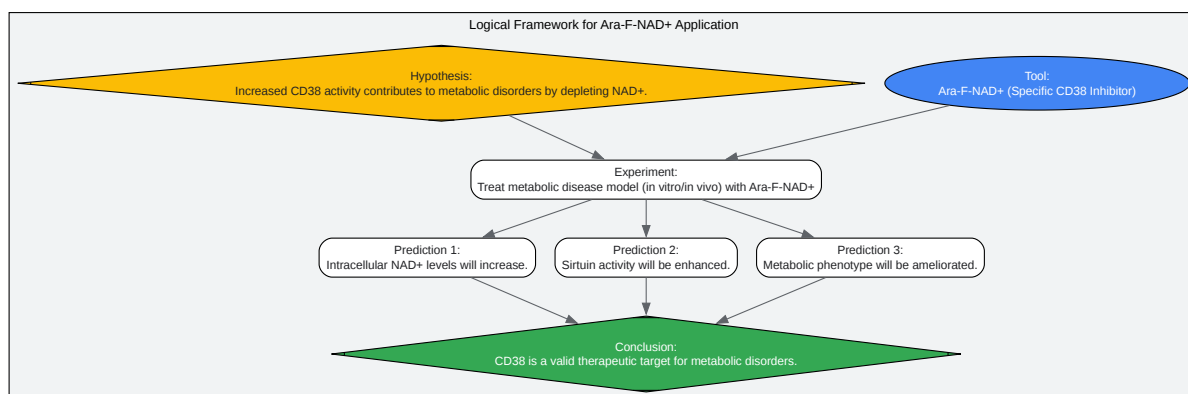 Logical Framework for Ara-F-NAD+ Application
Hypothesis:
Increased CD38 activity contributes to metabolic disorders by depleting NAD+.
Tool:
Ara-F-NAD+ (Specific CD38 Inhibitor)
Experiment:
Treat metabolic disease model (in vitro/in vivo) with Ara-F-NAD+
Prediction 1:
Intracellular NAD+ levels will increase.
Prediction 2:
Sirtuin activity will be enhanced.
Prediction 3:
Metabolic phenotype will be ameliorated.
Conclusion:
CD38 is a valid therapeutic target for metabolic disorders.